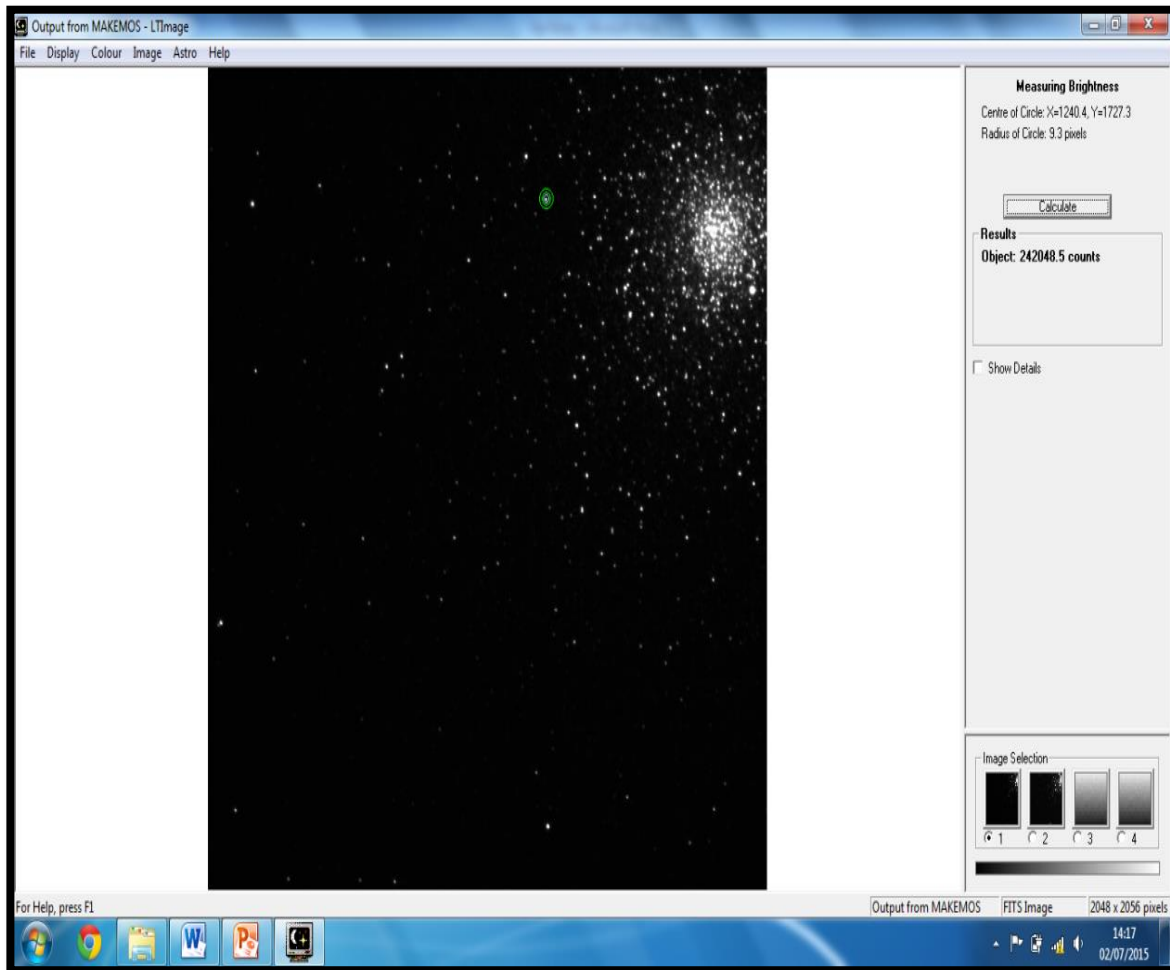 Output from MAKEMOS - LTImage
File Display Colour Image Astro Help
Measuring Brightness
Centre of Circle: X=1240.4, Y=1727.3
Radius of Circle: 9.3 pixels
Calculate
Results
Object: 242048.5 counts
Show Details
Image Selection
1 2 3 4
For Help, press F1
Output from MAKEMOS FITS Image 2048 x 2056 pixels
W P
14:17
02/07/2015